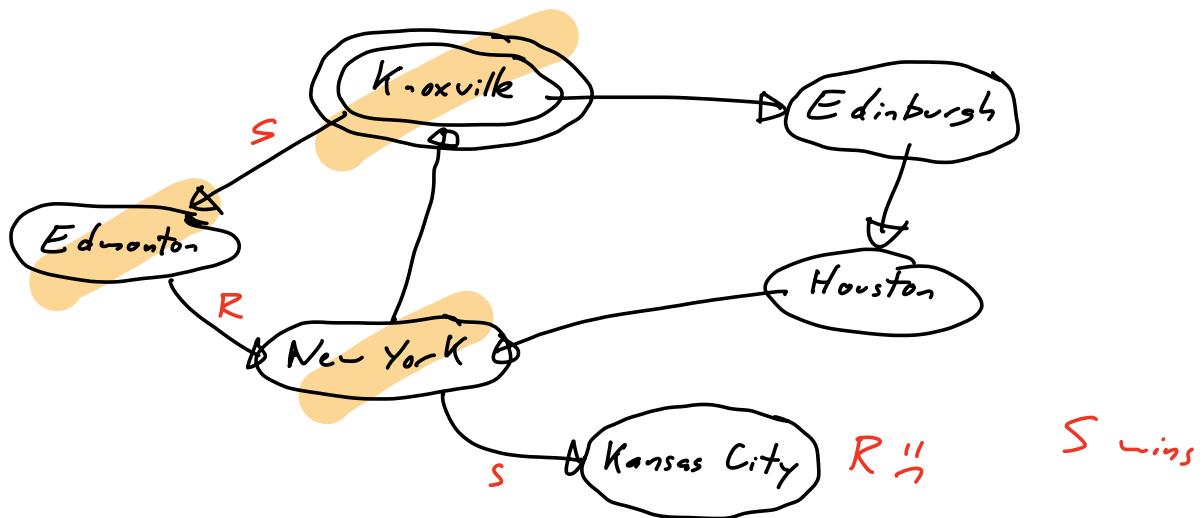 Knoxville
Edinburgh
S
Edmonton
R
Houston
New York
S
Kansas City
R
S wins